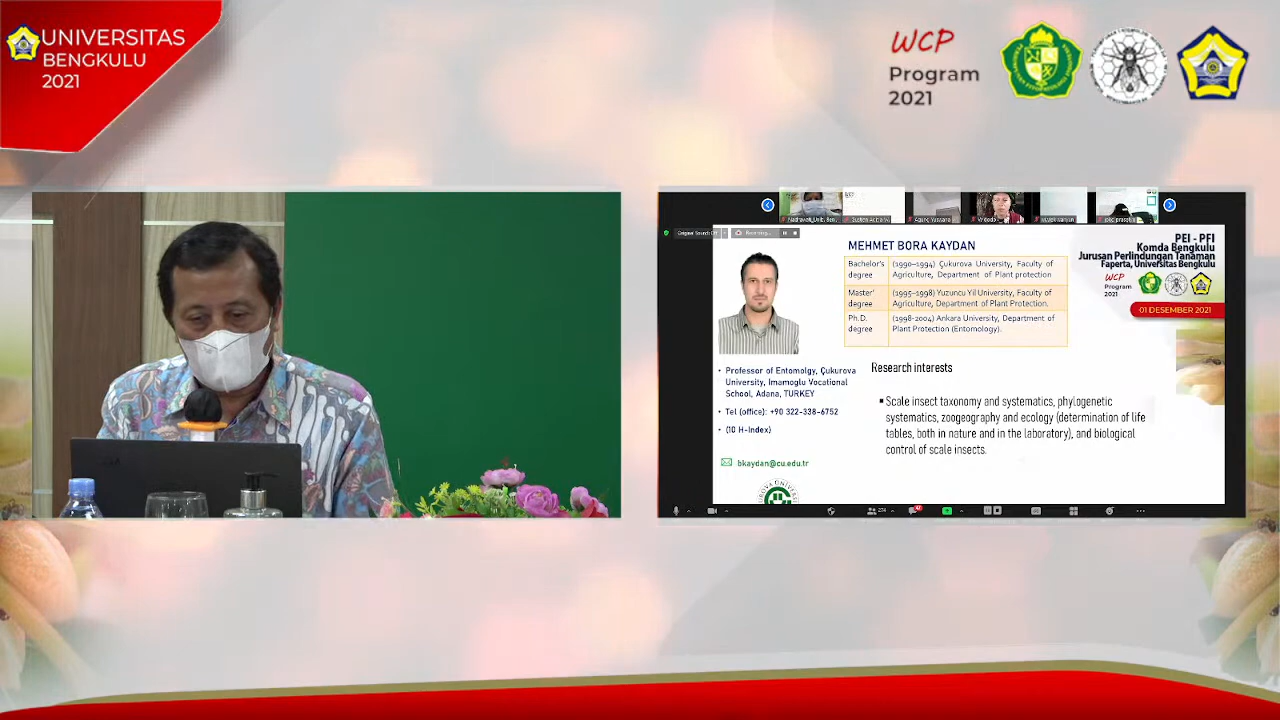 UNIVERSITAS
BENGKULU
2021
WCP
Program
2021
Original Sound: Off
Recording...
MEHMET BORA KAYDAN
Bachelor's degree
(1990–1994) Çukurova University, Faculty of
Agriculture, Department of Plant protection
Master' degree
(1995–1998) Yuzuncu Yil University, Faculty of
Agriculture, Department of Plant Protection.
Ph.D. degree
(1998-2004) Ankara University, Department of
Plant Protection (Entomology).
PEI - PFI
Komda Bengkulu
Jurusan Perlindungan Tanaman
Faperta, Universitas Bengkulu
WCP
Program
2021
01 DESEMBER 2021
• Professor of Entomolgy, Çukurova
University, Imamoglu Vocational
School, Adana, TURKEY
• Tel (office): +90 322-338-6752
• (10 H-Index)
bkaydan@cu.edu.tr
Research interests
▪ Scale insect taxonomy and systematics, phylogenetic
systematics, zoogeography and ecology (determination of life
tables, both in nature and in the laboratory), and biological
control of scale insects.